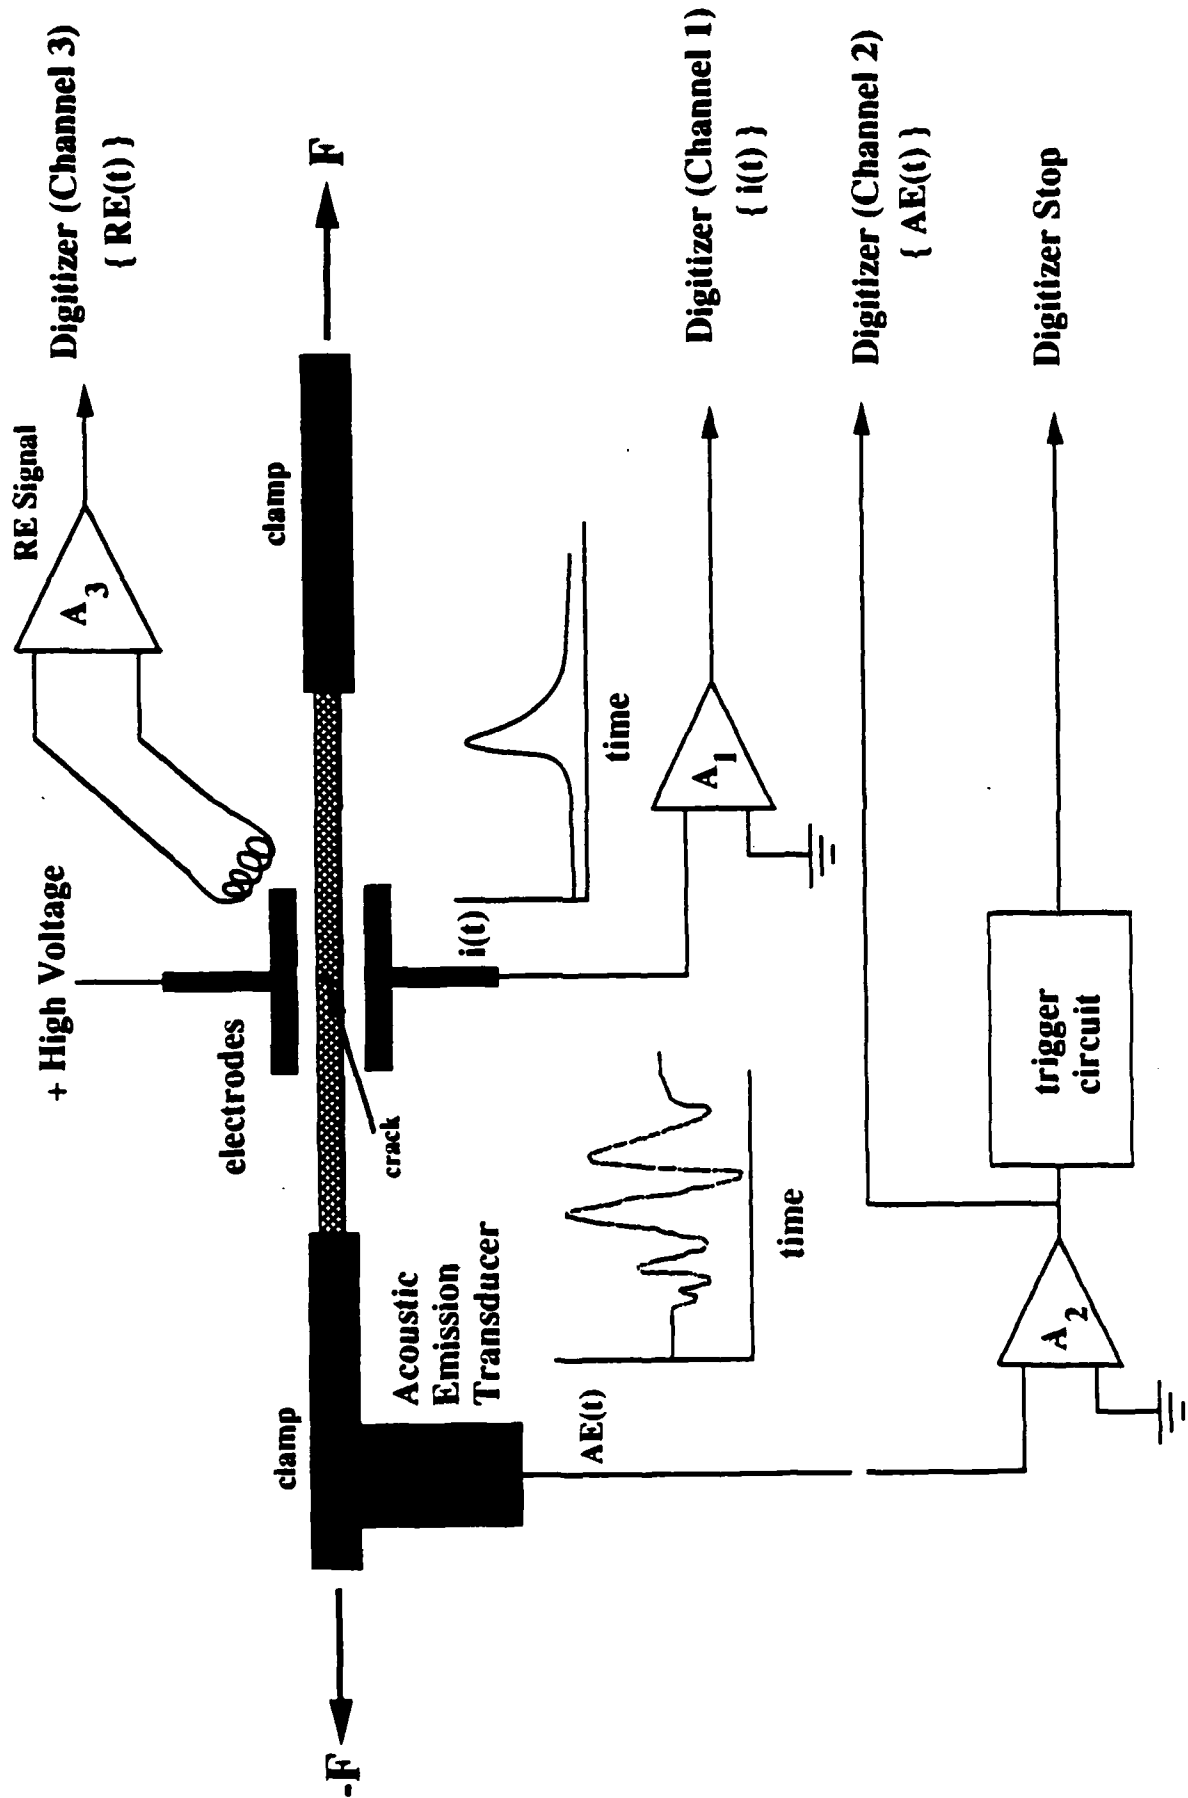 RE Signal
Digitizer (Channel 3)
{ RE(t) }
A3
+ High Voltage
electrodes
clamp
clamp
-F
F
crack
Acoustic
Emission
Transducer
i(t)
time
AE(t)
time
A1
Digitizer (Channel 1)
{ i(t) }
Digitizer (Channel 2)
{ AE(t) }
A2
trigger
circuit
Digitizer Stop